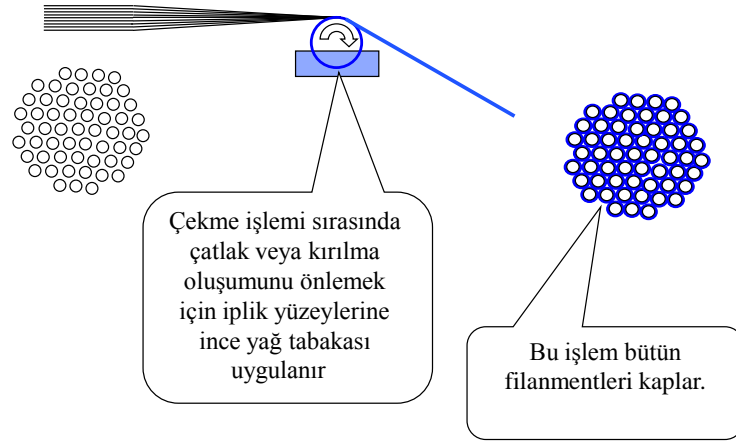 Çekme işlemi sırasında
çatlak veya kırılma
oluşumunu önlemek
için iplik yüzeylerine
ince yağ tabakası
uygulanır
Bu işlem bütün
filanmentleri kaplar.